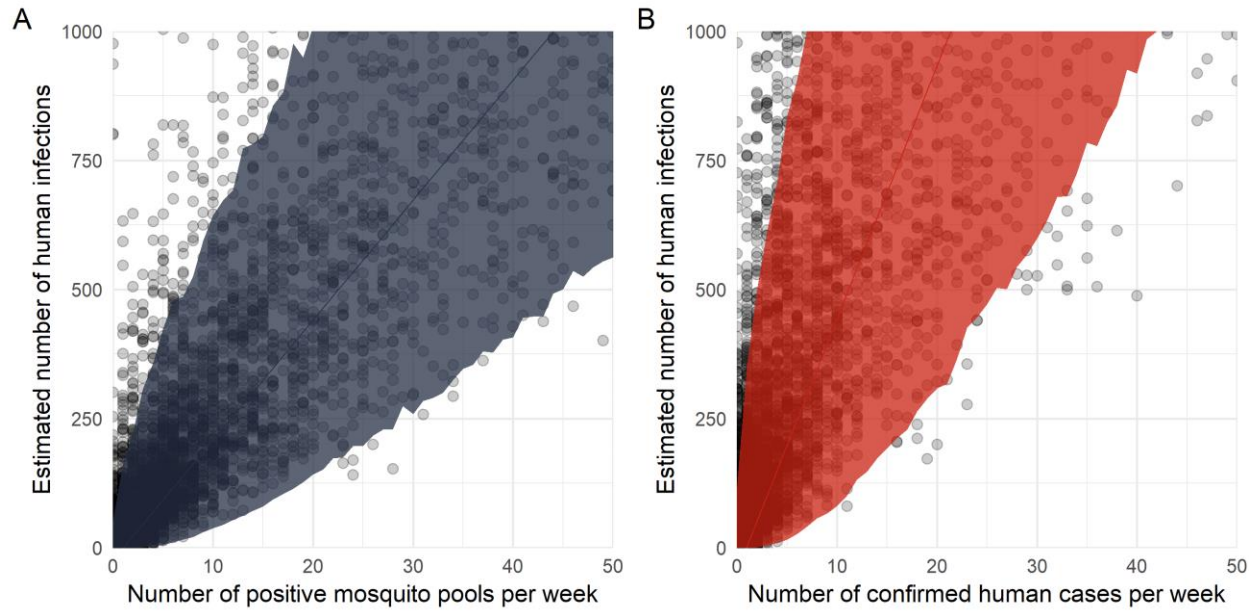 A
Estimated number of human infections
1000
750
500
250
0
0 10 20 30 40 50
Number of positive mosquito pools per week
B
Estimated number of human infections
1000
750
500
250
0
0 10 20 30 40 50
Number of confirmed human cases per week